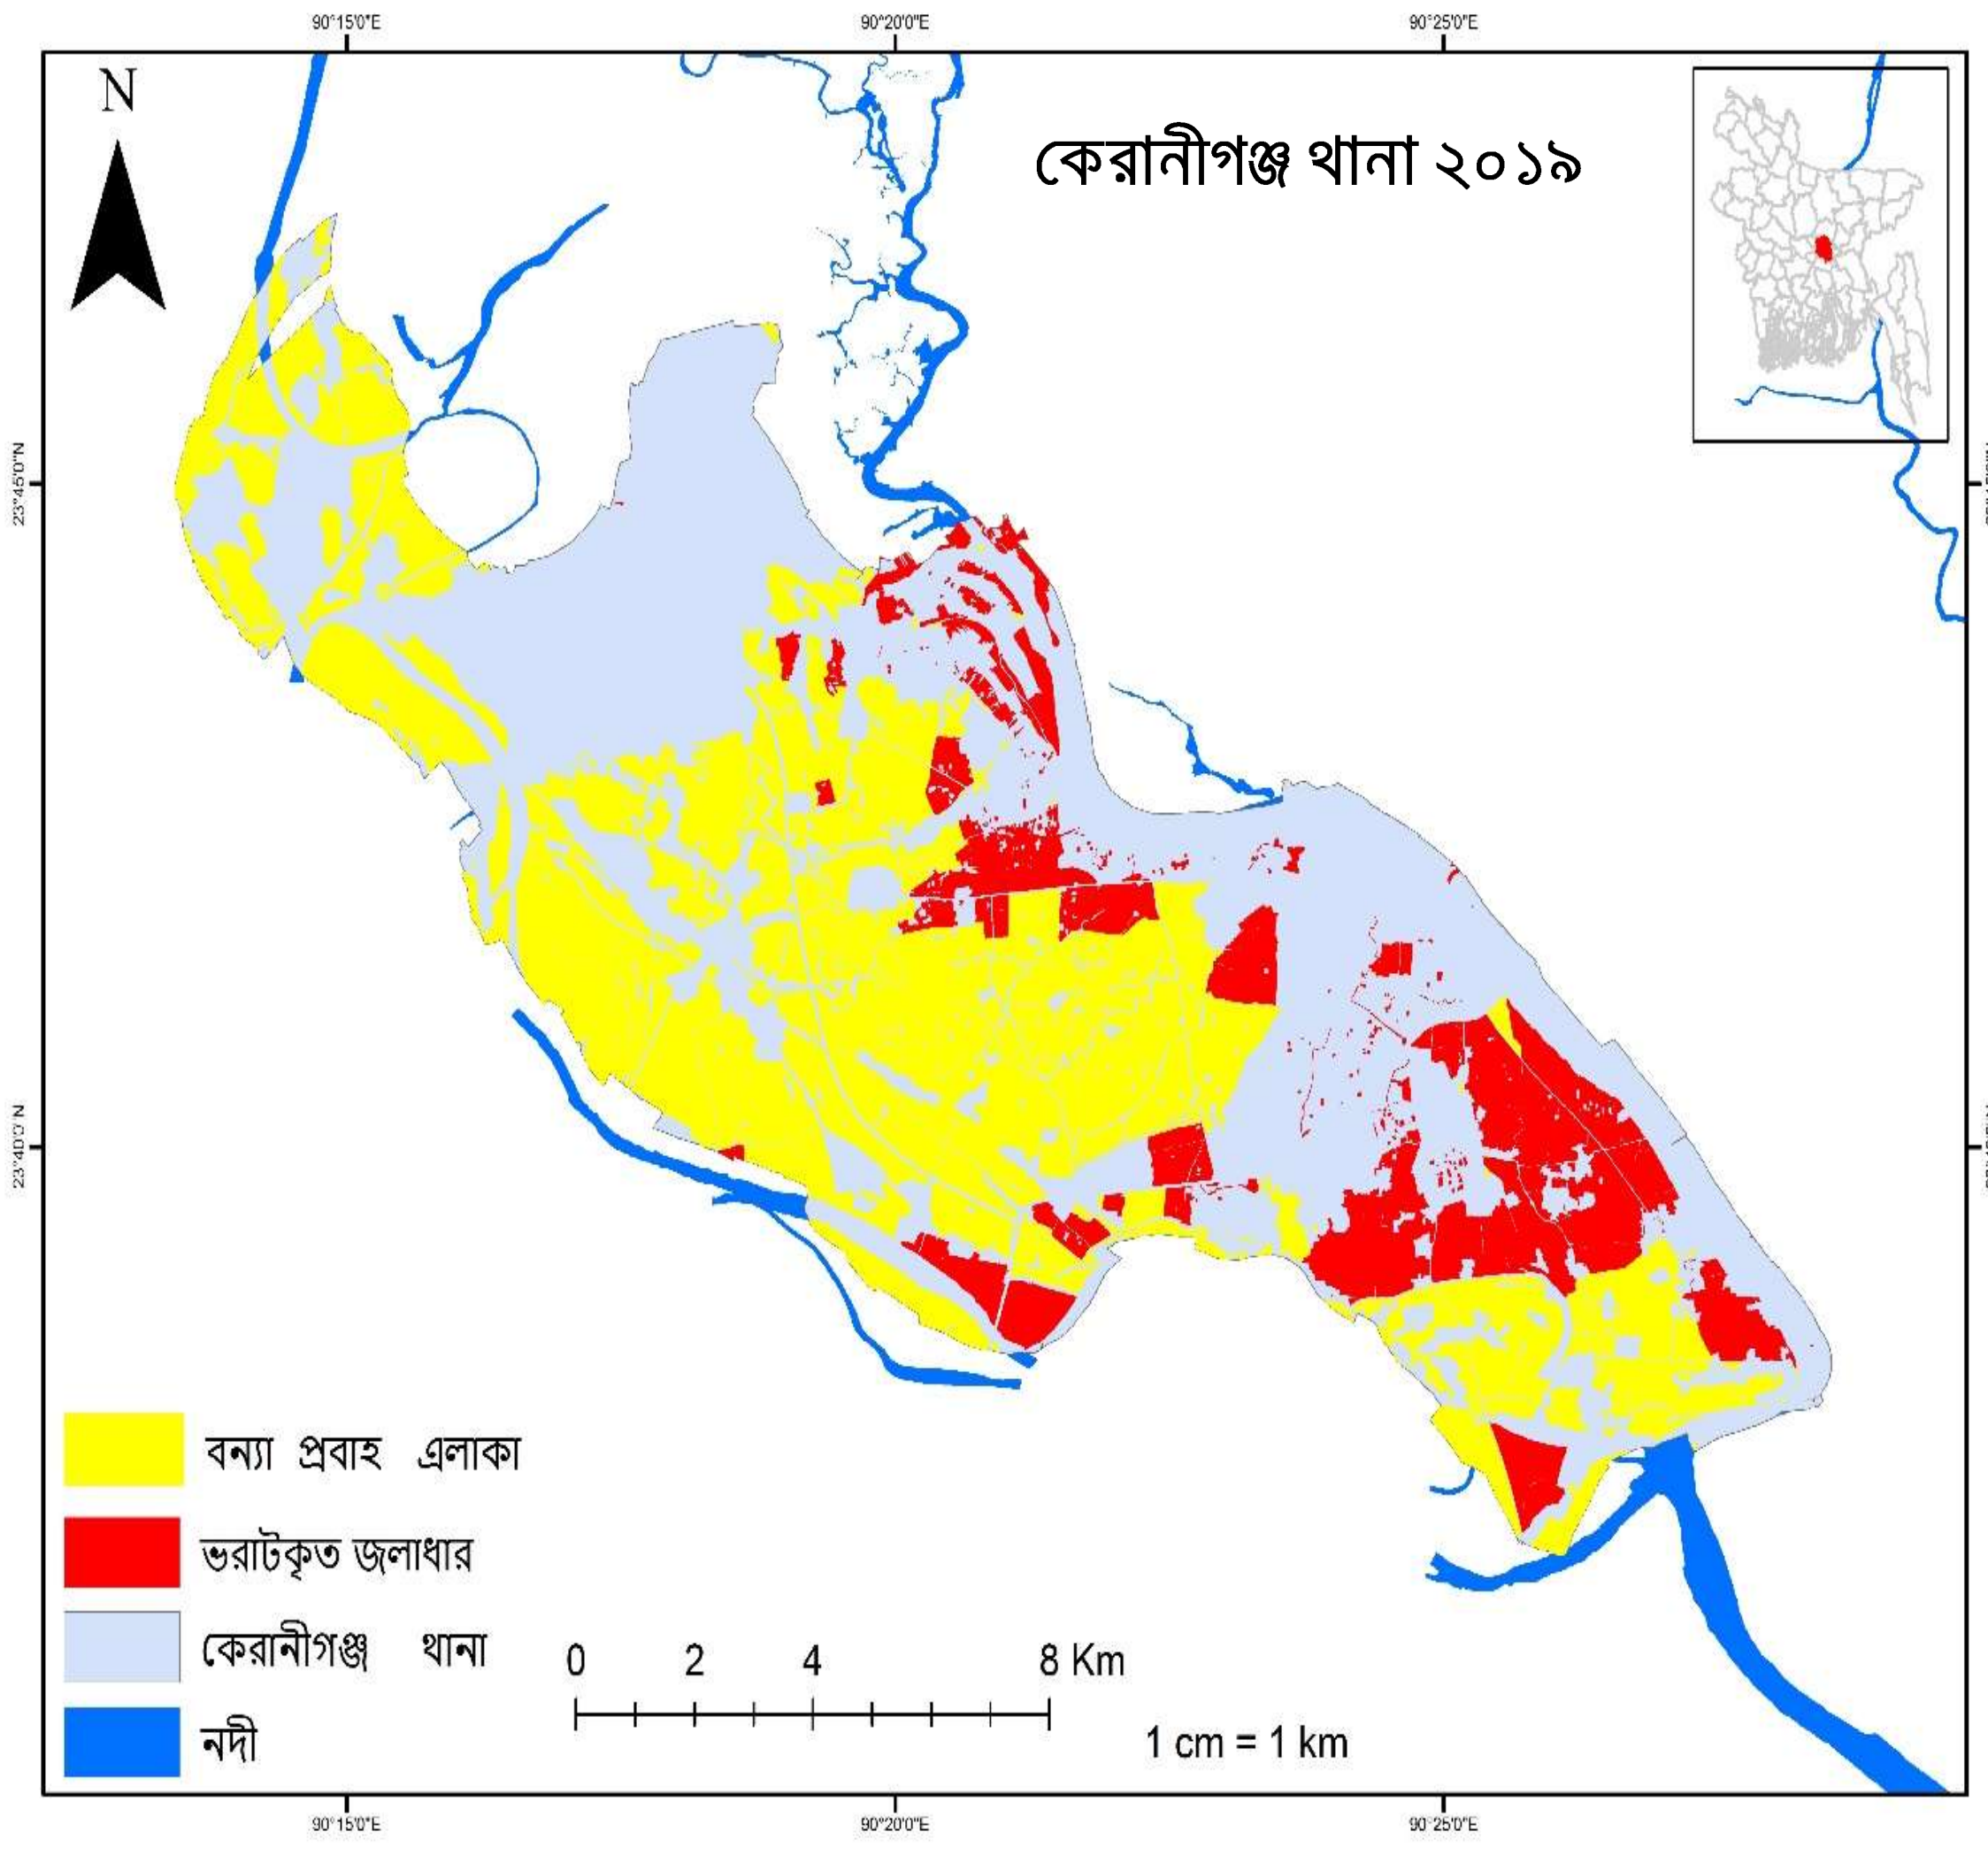 90°15'0"E 90°20'0"E 90°25'0"E
N
কেরানীগঞ্জ থানা ২০১৯
23°45'0"N
23°40'0"N
বন্যা প্রবাহ এলাকা
ভরাটকৃত জলাধার
কেরানীগঞ্জ থানা
নদী
0 2 4 8 Km
1 cm = 1 km
90°15'0"E 90°20'0"E 90°25'0"E